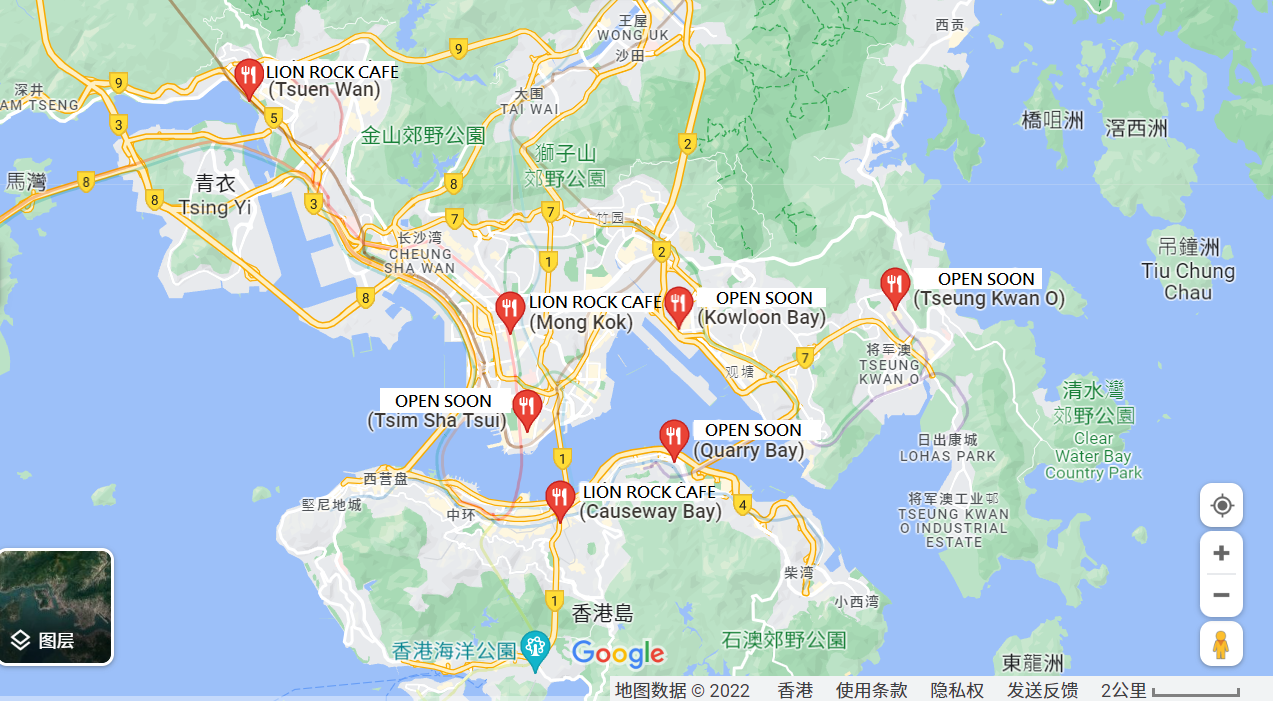 西贡
王屋
WONG UK
沙田
9
LION ROCK CAFE
(Tsuen Wan)
深井
AM TSENG
9
大围
TAI WAI
3
5
橋咀洲
滘西洲
金山郊野公園
2
獅子山
郊野公園
馬灣
8
青衣
Tsing Yi
8
8
3
7
7
竹园
长沙湾
CHEUNG
SHA WAN
2
1
吊鐘洲
Tiu Chung
Chau
8
OPEN SOON
(Tseung Kwan O)
LION ROCK CAFE
(Mong Kok)
OPEN SOON
(Kowloon Bay)
将军澳
TSEUNG
KWAN O
7
观塘
清水灣
郊野公園
Clear
Water Bay
Country Park
OPEN SOON
(Tsim Sha Tsui)
OPEN SOON
(Quarry Bay)
日出康城
LOHAS PARK
1
西营盘
LION ROCK CAFE
(Causeway Bay)
堅尼地城
中环
4
将军澳工业邨
TSEUNG KWAN
O INDUSTRIAL
ESTATE
柴湾
小西湾
1
香港島
石澳郊野公園
香港海洋公園
Google
東龍洲
图层
地图数据 © 2022
香港
使用条款
隐私权
发送反馈
2公里